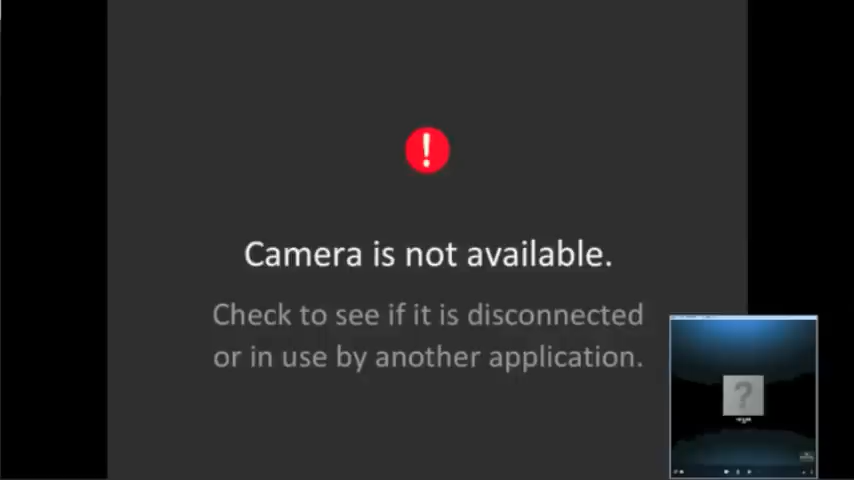 Camera is not available.
Check to see if it is disconnected
or in use by another application.